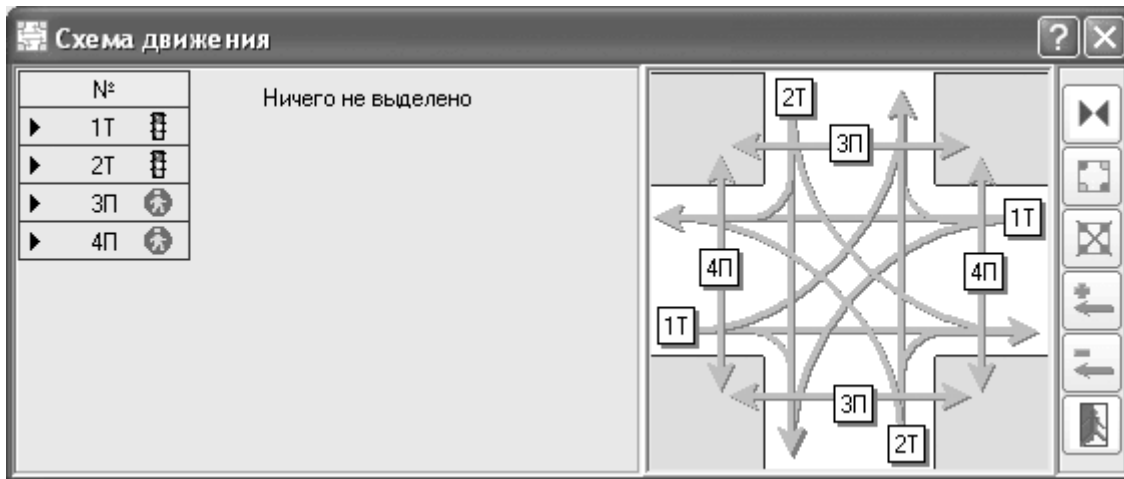 Схема движения
?
№
Ничего не выделено
1Т
2Т
3П
4П
2Т
3П
1Т
4П
4П
1Т
3П
2Т